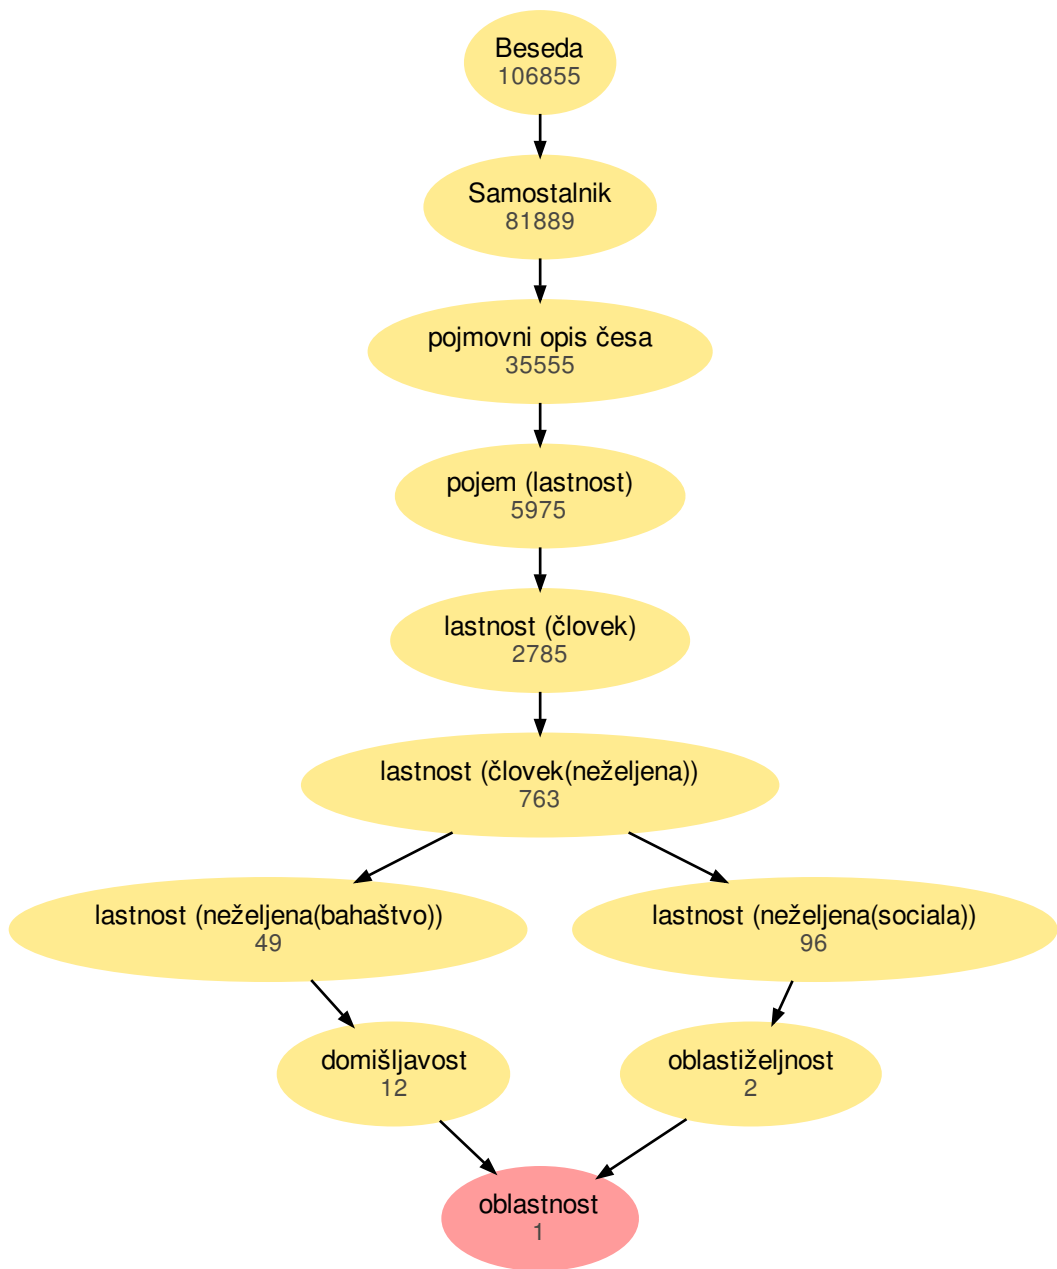 Beseda
106855
Samostalnik
81889
pojmovni opis česa
35555
pojem (lastnost)
5975
lastnost (človek)
2785
lastnost (človek(neželjena))
763
lastnost (neželjena(bahaštvo))
49
lastnost (neželjena(sociala))
96
domišljavost
12
oblastiželjnost
2
oblastnost
1